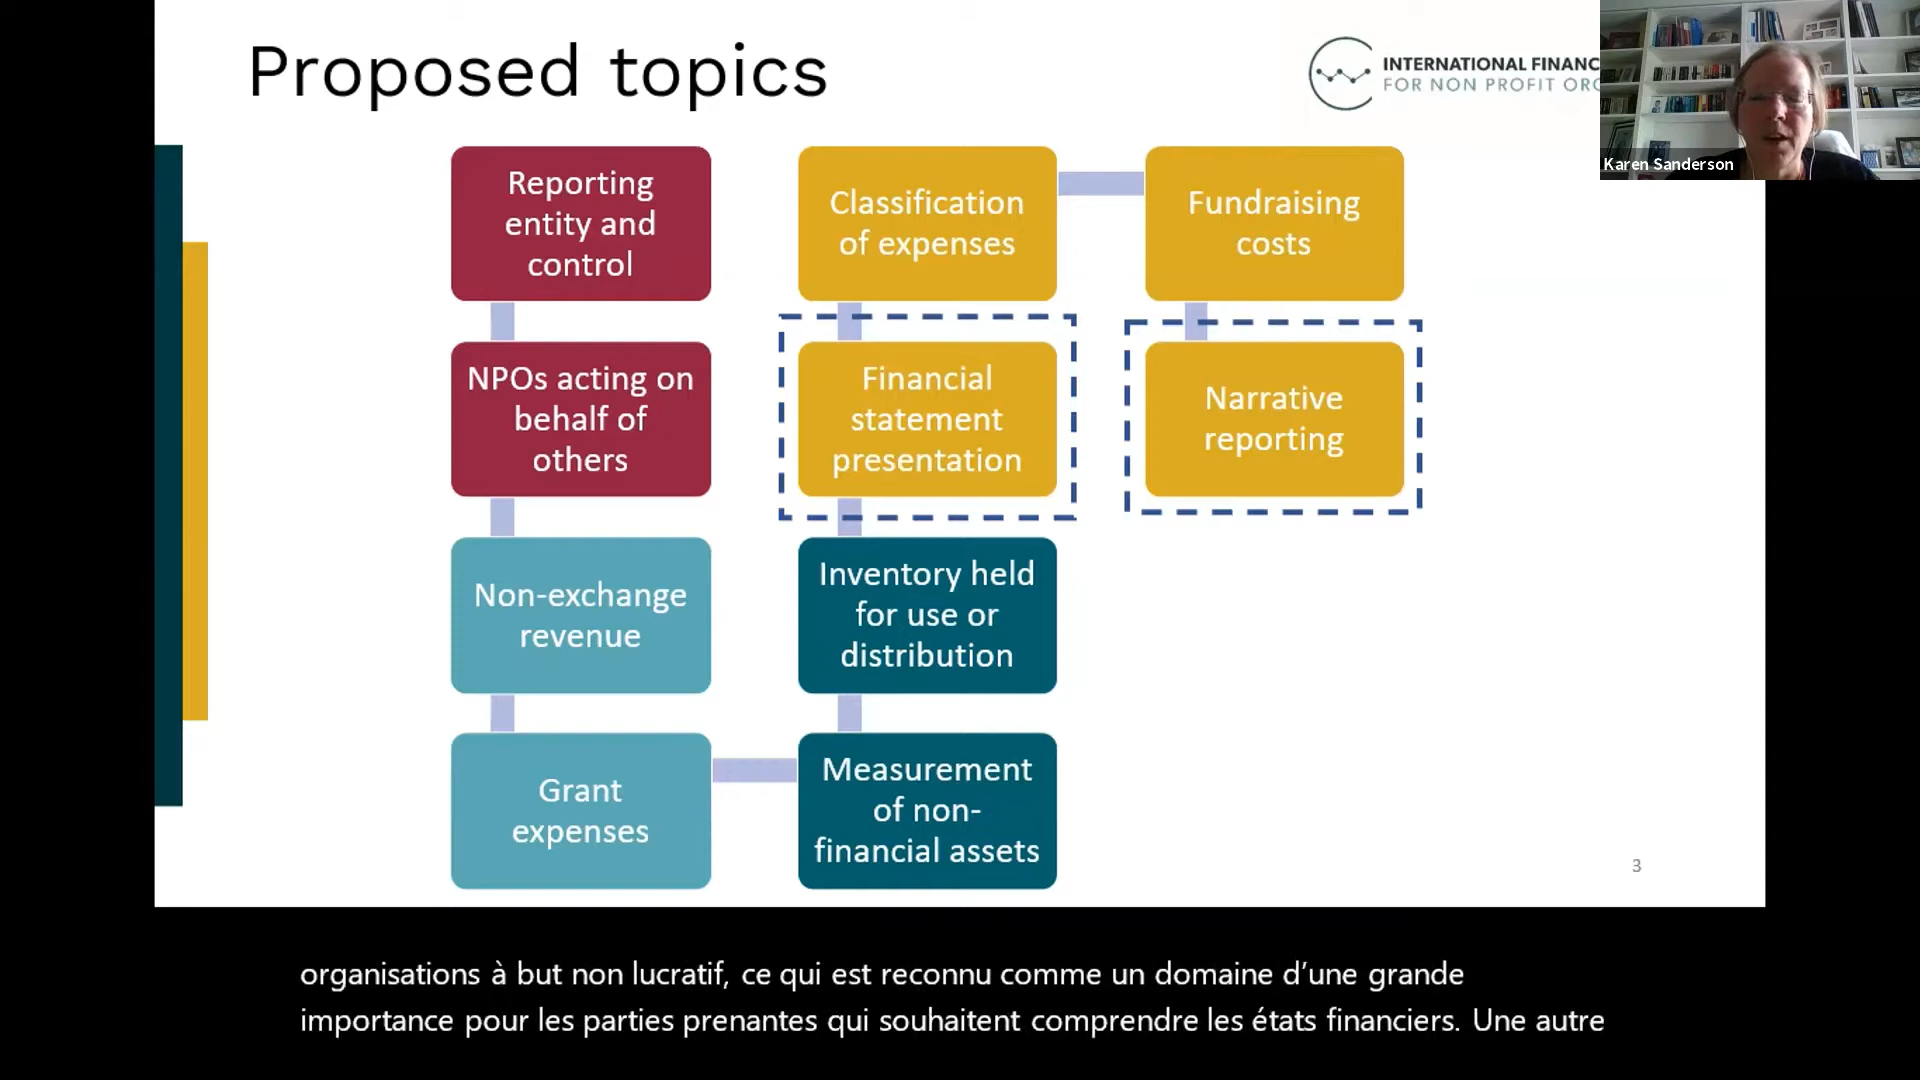 Proposed topics
INTERNATIONAL FINANC
FOR NON PROFIT ORG
Karen Sanderson
Reporting
entity and
control
NPOs acting on
behalf of
others
Non-exchange
revenue
Grant
expenses
Classification
of expenses
Financial
statement
presentation
Inventory held
for use or
distribution
Measurement
of non-
financial assets
Fundraising
costs
Narrative
reporting
3
organisations à but non lucratif, ce qui est reconnu comme un domaine d’une grande
importance pour les parties prenantes qui souhaitent comprendre les états financiers. Une autre